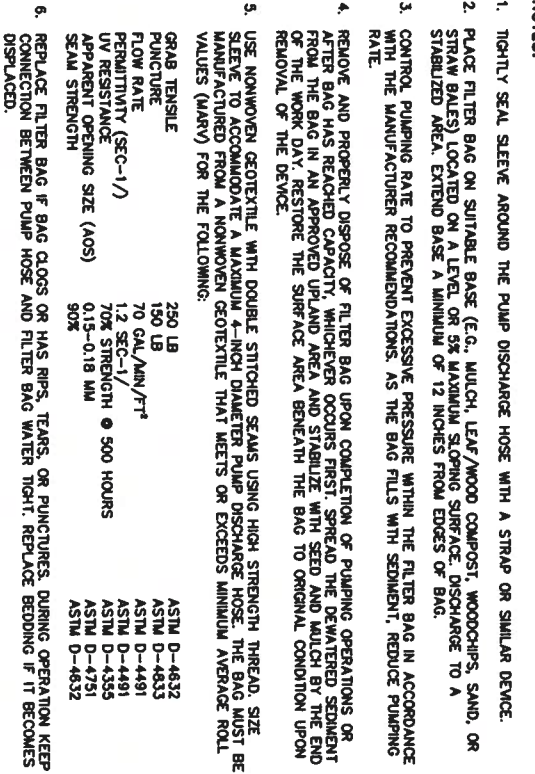 NOTES:
1. TIGHTLY SEAL SLEEVE AROUND THE PUMP DISCHARGE HOSE WITH A STRAP OR SIMILAR DEVICE.
2. PLACE FILTER BAG ON SUITABLE BASE (E.G., MULCH, LEAF/WOOD COMPOST, WOODCHIPS, SAND, OR
STRAW BALES) LOCATED ON A LEVEL OR 5% MAXIMUM SLOPING SURFACE. DISCHARGE TO A
STABILIZED AREA. EXTEND BASE A MINIMUM OF 12 INCHES FROM EDGES OF BAG.
3. CONTROL PUMPING RATE TO PREVENT EXCESSIVE PRESSURE WITHIN THE FILTER BAG IN ACCORDANCE
WITH THE MANUFACTURER RECOMMENDATIONS. AS THE BAG FILLS WITH SEDIMENT, REDUCE PUMPING
RATE.
4. REMOVE AND PROPERLY DISPOSE OF FILTER BAG UPON COMPLETION OF PUMPING OPERATIONS OR
AFTER BAG HAS REACHED CAPACITY, WHICHEVER OCCURS FIRST. SPREAD THE DEWATERED SEDIMENT
FROM THE BAG IN AN APPROVED UPLAND AREA AND STABILIZE WITH SEED AND MULCH BY THE END
OF THE WORK DAY. RESTORE THE SURFACE AREA BENEATH THE BAG TO ORIGINAL CONDITION UPON
REMOVAL OF THE DEVICE.
5. USE NONWOVEN GEOTEXTILE WITH DOUBLE STITCHED SEAMS USING HIGH STRENGTH THREAD. SIZE
SLEEVE TO ACCOMMODATE A MAXIMUM 4-INCH DIAMETER PUMP DISCHARGE HOSE. THE BAG MUST BE
MANUFACTURED FROM A NONWOVEN GEOTEXTILE THAT MEETS OR EXCEEDS MINIMUM AVERAGE ROLL
VALUES (MARV) FOR THE FOLLOWING:
GRAB TENSILE 250 LB ASTM D-4632
PUNCTURE 150 LB ASTM D-4833
FLOW RATE 70 GAL/MIN/FT² ASTM D-4491
PERMITTIVITY (SEC-1/) 1.2 SEC-1/ ASTM D-4491
UV RESISTANCE 70% STRENGTH @ 500 HOURS ASTM D-4355
APPARENT OPENING SIZE (AOS) 0.15-0.18 MM ASTM D-4751
SEAM STRENGTH 90% ASTM D-4632
6. REPLACE FILTER BAG IF BAG CLOGS OR HAS RIPS, TEARS, OR PUNCTURES. DURING OPERATION KEEP
CONNECTION BETWEEN PUMP HOSE AND FILTER BAG WATER TIGHT. REPLACE BEDDING IF IT BECOMES
DISPLACED.